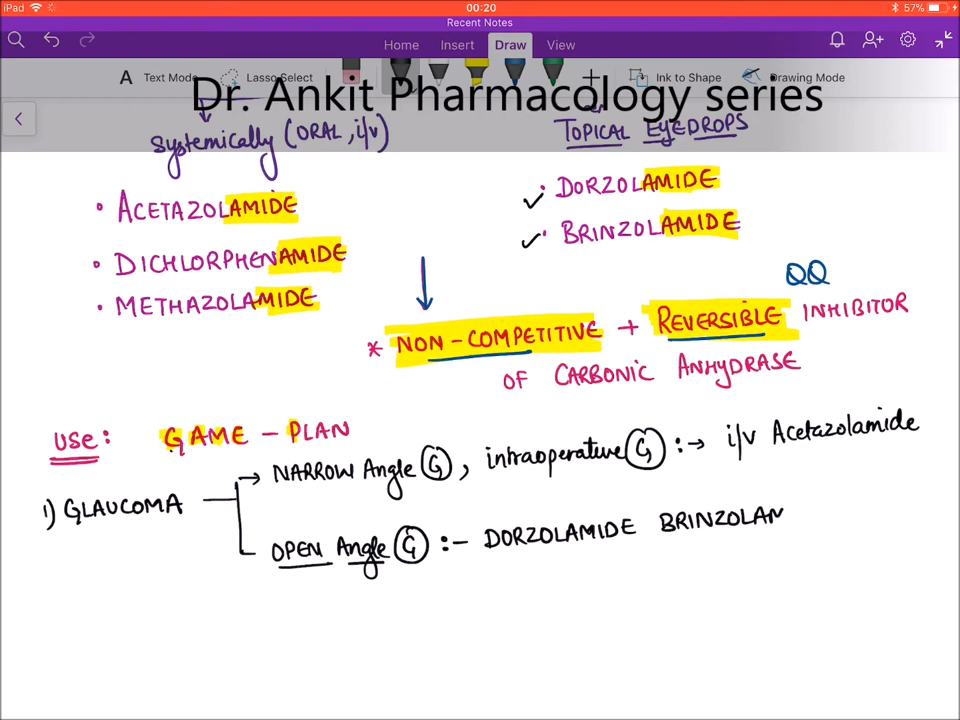 iPad 00:20 57%
Recent Notes
Home Insert Draw View
A Text Mode Lasso Select Ink to Shape Drawing Mode
Dr. Ankit Pharmacology series
Systemically (ORAL, i/v)
TOPICAL EYEDROPS
• ACETAZOLAMIDE
• DICHLORPHENAMIDE
• METHAZOLAMIDE
• DORZOLAMIDE
• BRINZOLAMIDE
QQ
* NON-COMPETITIVE + REVERSIBLE INHIBITOR
OF CARBONIC ANHYDRASE
USE: GAME - PLAN
1) GLAUCOMA
→ NARROW Angle G, intraoperative G :→ i/v Acetazolamide
OPEN Angle G :- DORZOLAMIDE BRINZOLAN